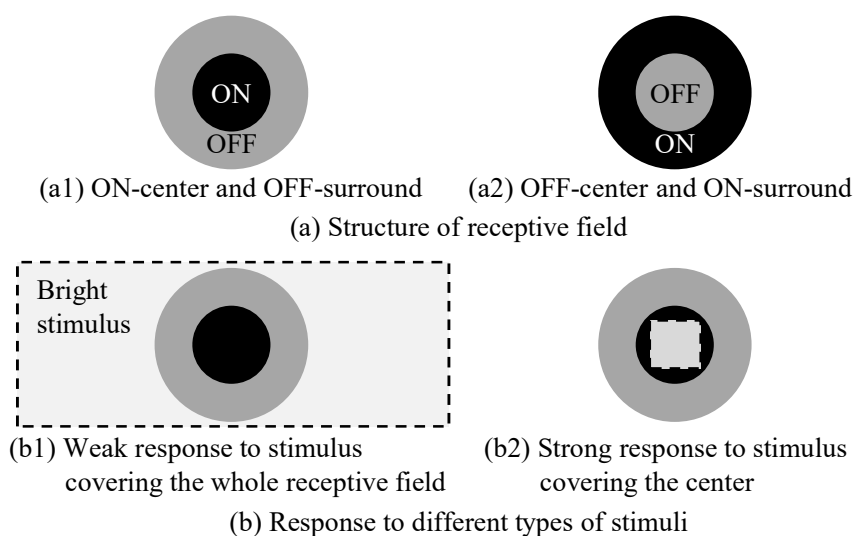 ON
OFF
OFF
ON
(a1) ON-center and OFF-surround
(a2) OFF-center and ON-surround
(a) Structure of receptive field
Bright
stimulus
(b1) Weak response to stimulus
covering the whole receptive field
(b2) Strong response to stimulus
covering the center
(b) Response to different types of stimuli